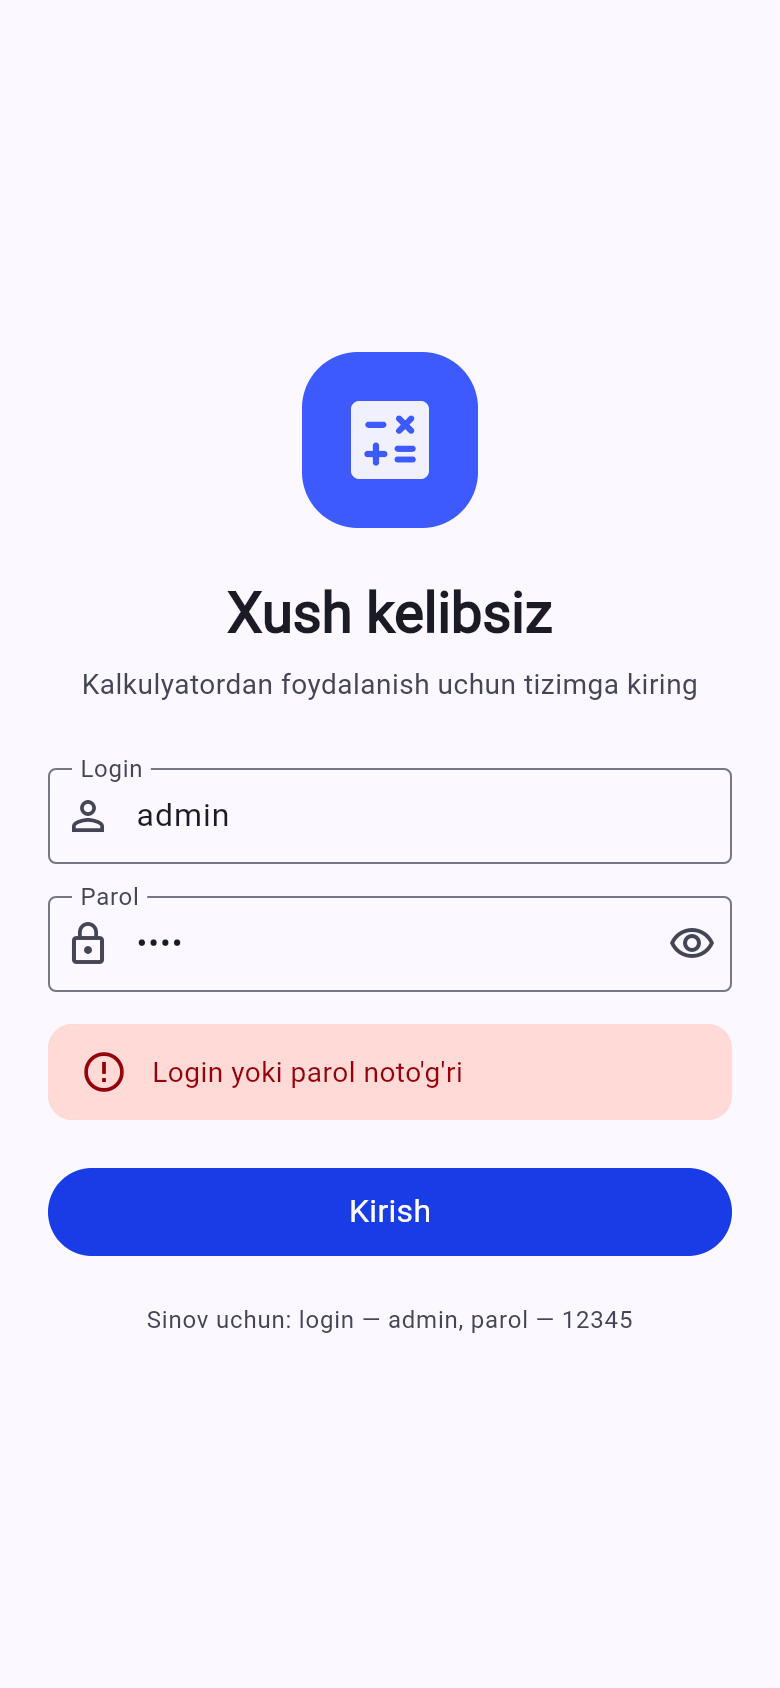 Xush kelibsiz
Kalkulyatordan foydalanish uchun tizimga kiring
Login
admin
Parol
••••
Login yoki parol noto'g'ri
Kirish
Sinov uchun: login — admin, parol — 12345